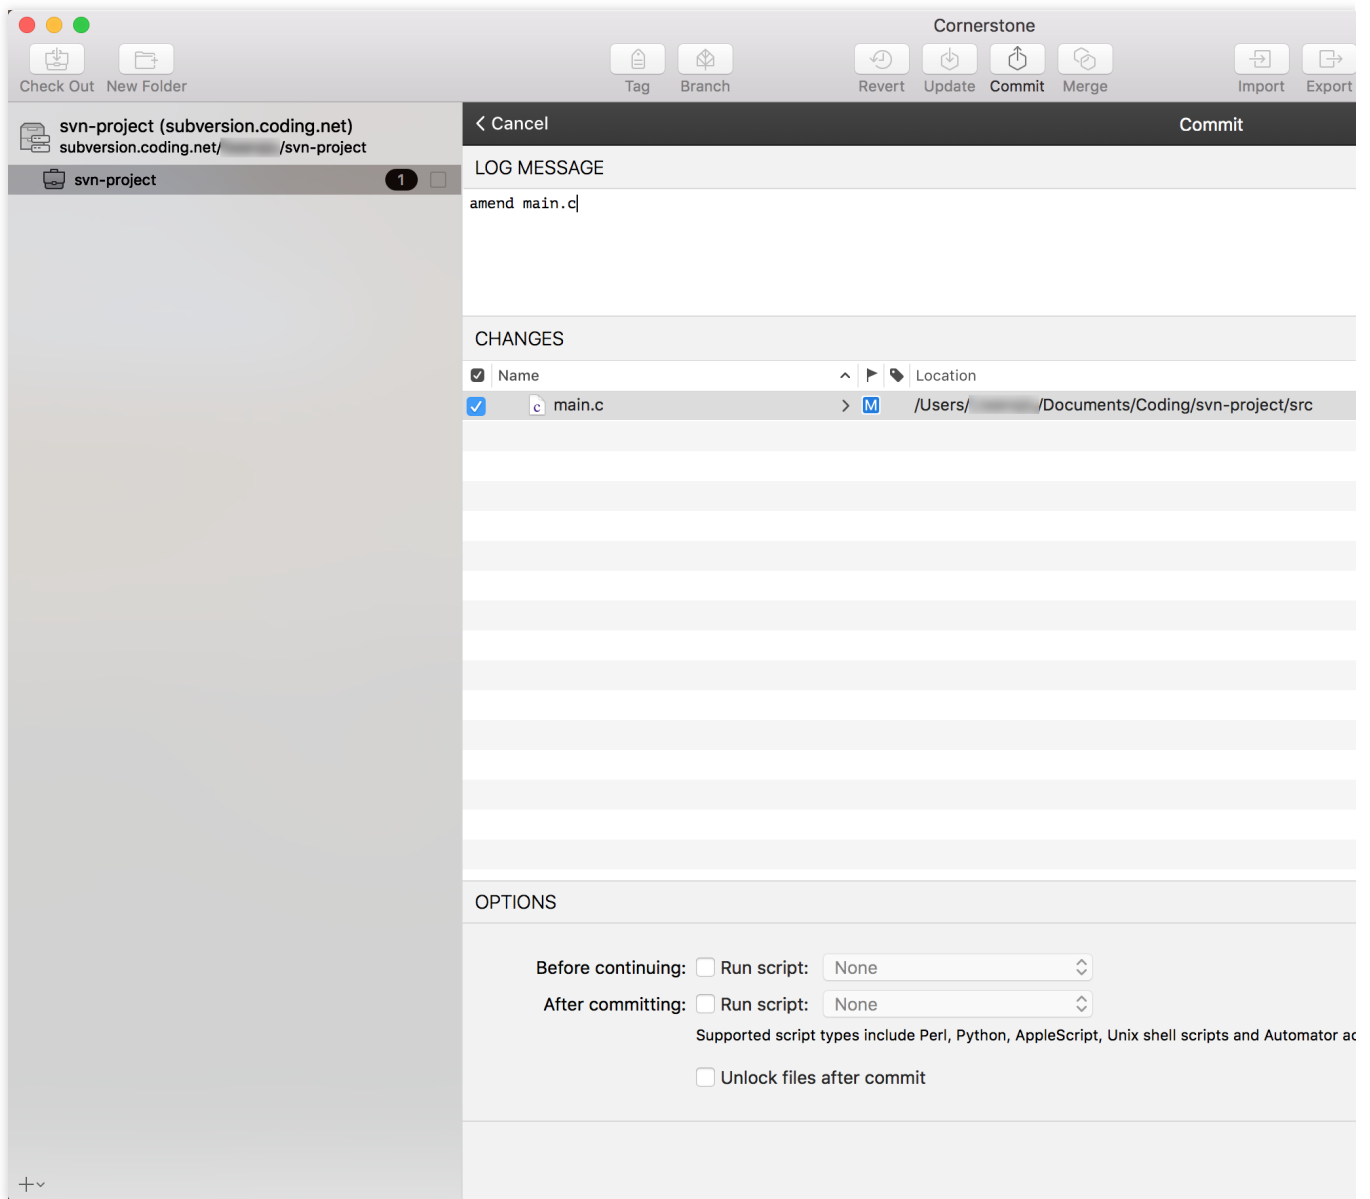 Cornerstone
Check Out New Folder Tag Branch Revert Update Commit Merge Import Export
svn-project (subversion.coding.net)
subversion.coding.net/ /svn-project
svn-project 1
Cancel Commit
LOG MESSAGE
amend main.c
CHANGES
Name Location
c main.c M /Users/ /Documents/Coding/svn-project/src
OPTIONS
Before continuing: Run script: None
After committing: Run script: None
Supported script types include Perl, Python, AppleScript, Unix shell scripts and Automator
Unlock files after commit